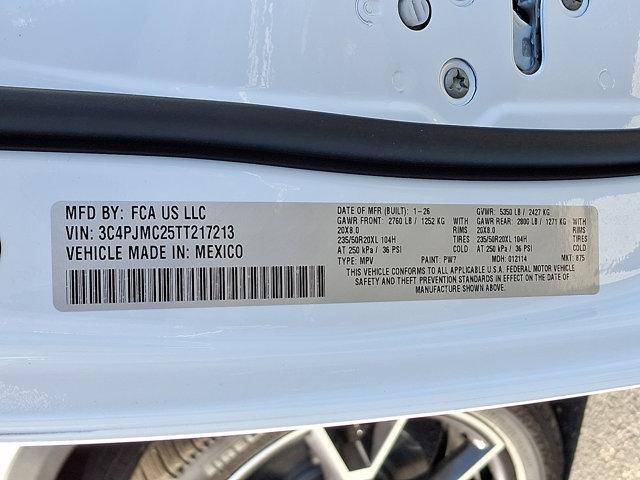 MFD BY: FCA US LLC
VIN: 3C4PJMC25TT217213
VEHICLE MADE IN: MEXICO
DATE OF MFR (BUILT): 1-26 GVWR: 5350 LB / 2427 KG
GAWR FRONT: 2760 LB / 1252 KG WITH GAWR REAR: 2800 LB / 1271 KG WITH
20X8.0 RIMS 20X8.0 RIMS
235/50R20XL 104H TIRES 235/50R20XL 104H TIRES
AT 250 kPa / 36 PSI COLD AT 250 kPa / 36 PSI COLD
TYPE: MPV PAINT: PW7 MDH: 012114 MKT: 875
THIS VEHICLE CONFORMS TO ALL APPLICABLE U.S.A. FEDERAL MOTOR VEHICLE
SAFETY AND THEFT PREVENTION STANDARDS IN EFFECT ON THE DATE OF
MANUFACTURE SHOWN ABOVE.